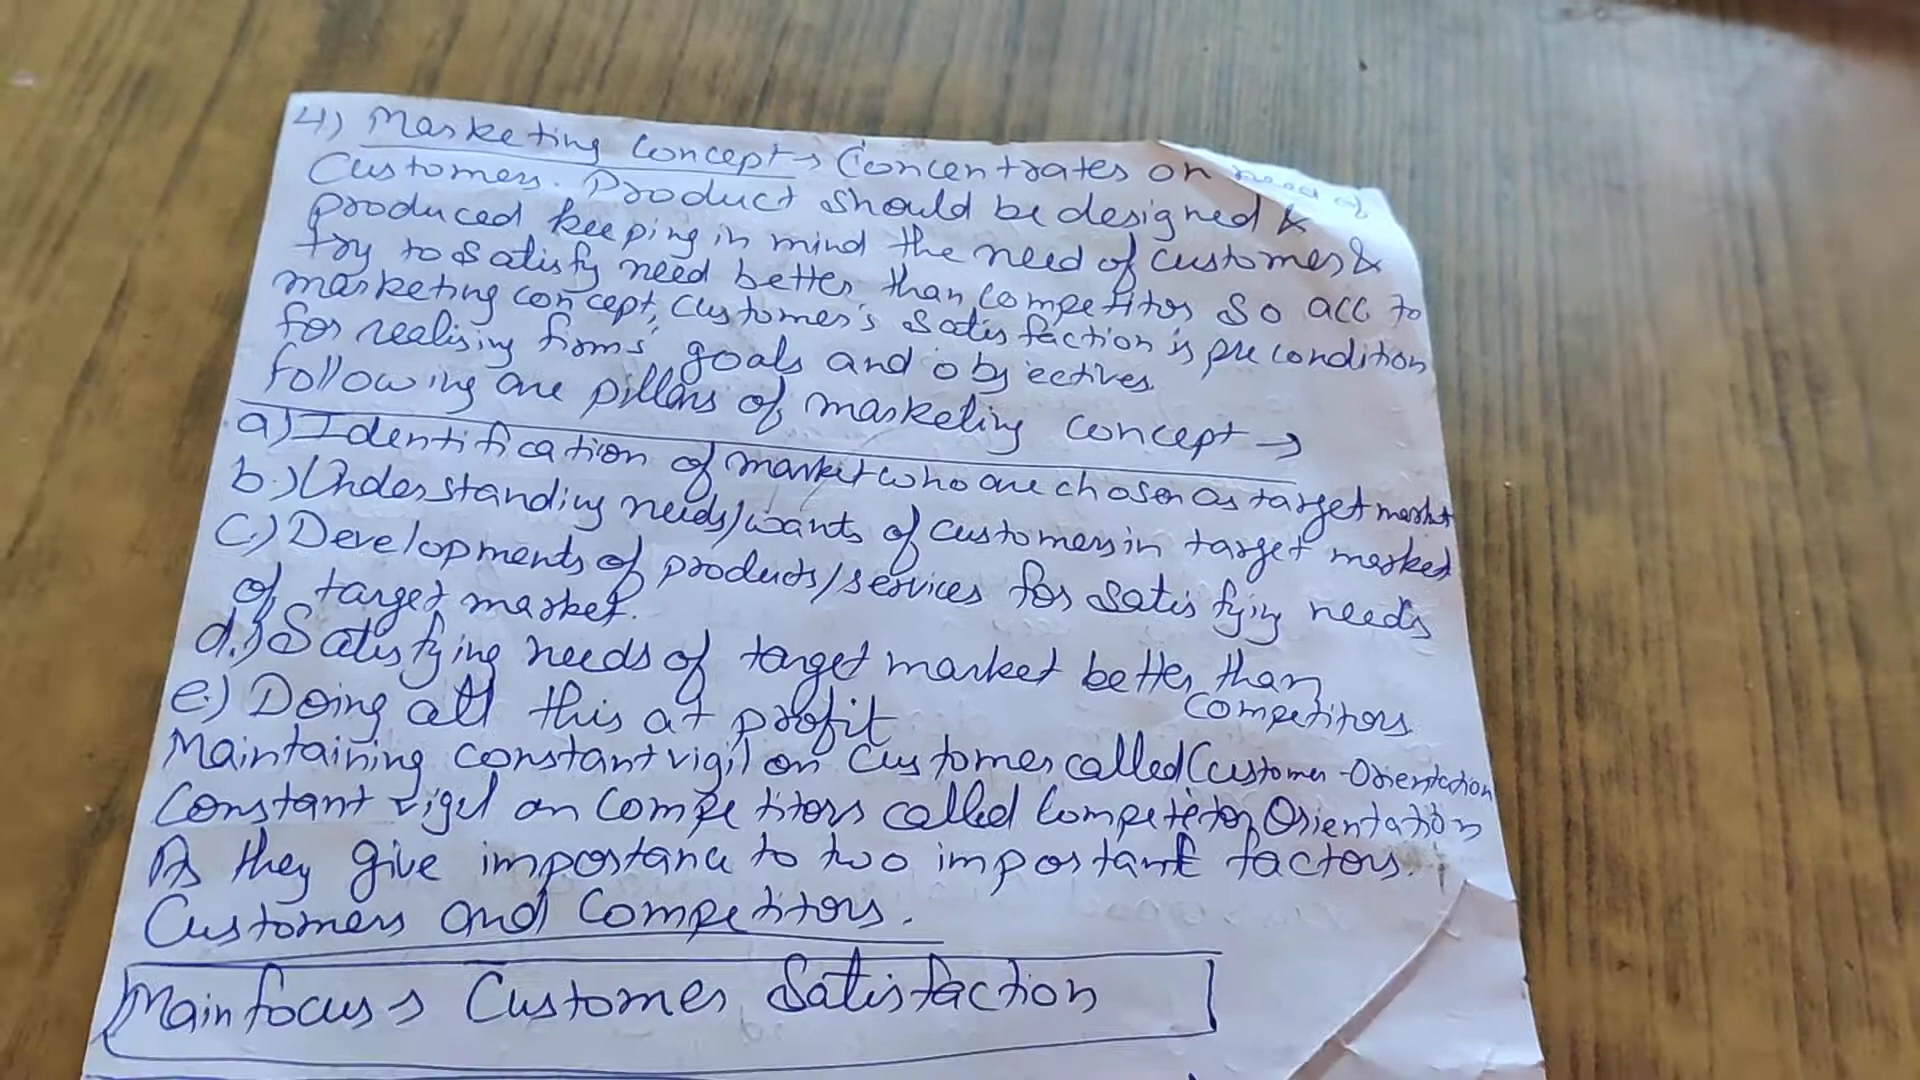 4) Marketing Concept → Concentrates on need of
Customers. Product should be designed &
produced keeping in mind the need of customer &
try to satisfy need better than competitor So acc to
marketing concept, customer's satisfaction is pre condition
for realising firms' goals and objectives.
following are pillars of marketing concept →
a) Identification of market who are chosen as target market
b.) Understanding needs/wants of customers in target market
C.) Developments of products/services for satisfying needs
of target market.
d.) Satisfying needs of target market better than
competitors.
e.) Doing all this at profit
Maintaining constant vigil on customer called Customer-Orientation
Constant vigil on Competitors called Competitor Orientation
As they give importance to two important factors.
Customers and Competitors.
Main focus → Customer Satisfaction